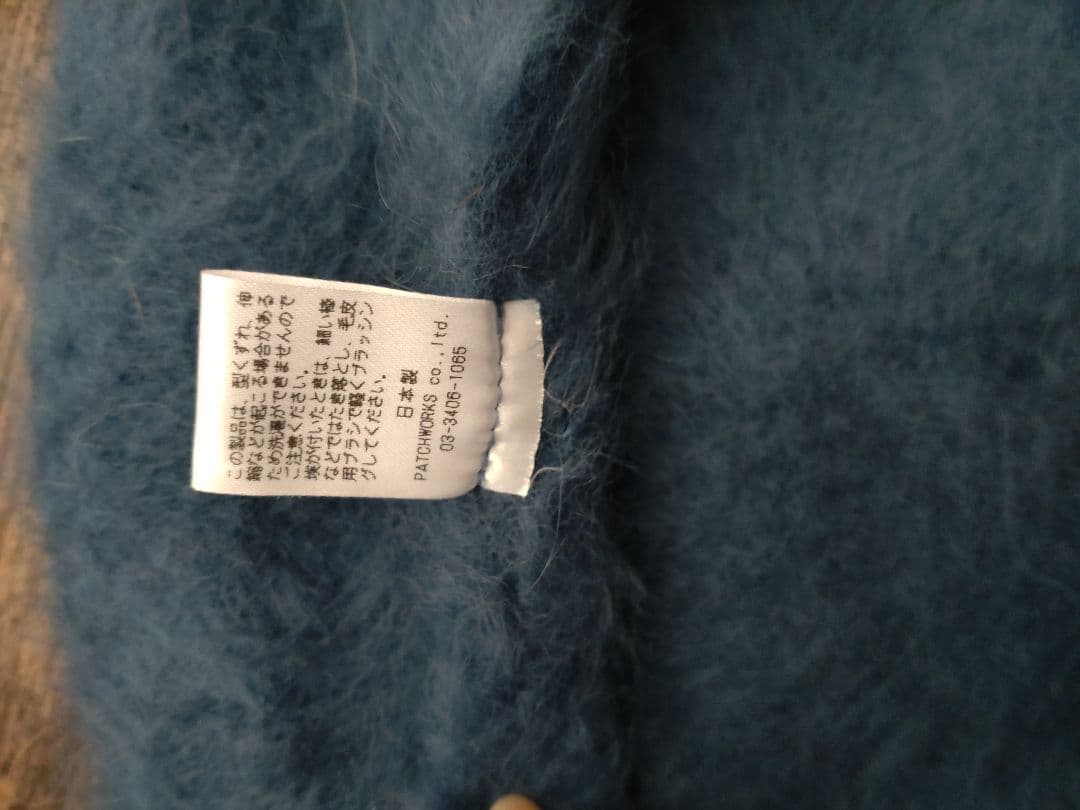 この製品は、型くずれ、伸
縮などが起こる場合がある
ため洗濯ができませんので
ご注意ください。
埃が付いたときは、細い極
などではたき落とし、毛皮
用ブラシで軽くブラッシン
グしてください。
日本製
PATCHWORKS co.,ltd.
03-3406-1065